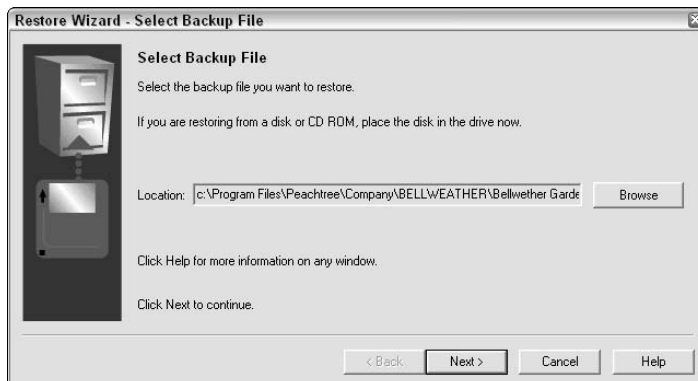 Restore Wizard - Select Backup File
Select Backup File
Select the backup file you want to restore.
If you are restoring from a disk or CD ROM, place the disk in the drive now.
Location: c:\Program Files\Peachtree\Company\BELLWEATHER\Bellwether Garde Browse
Click Help for more information on any window.
Click Next to continue.
< Back Next > Cancel Help